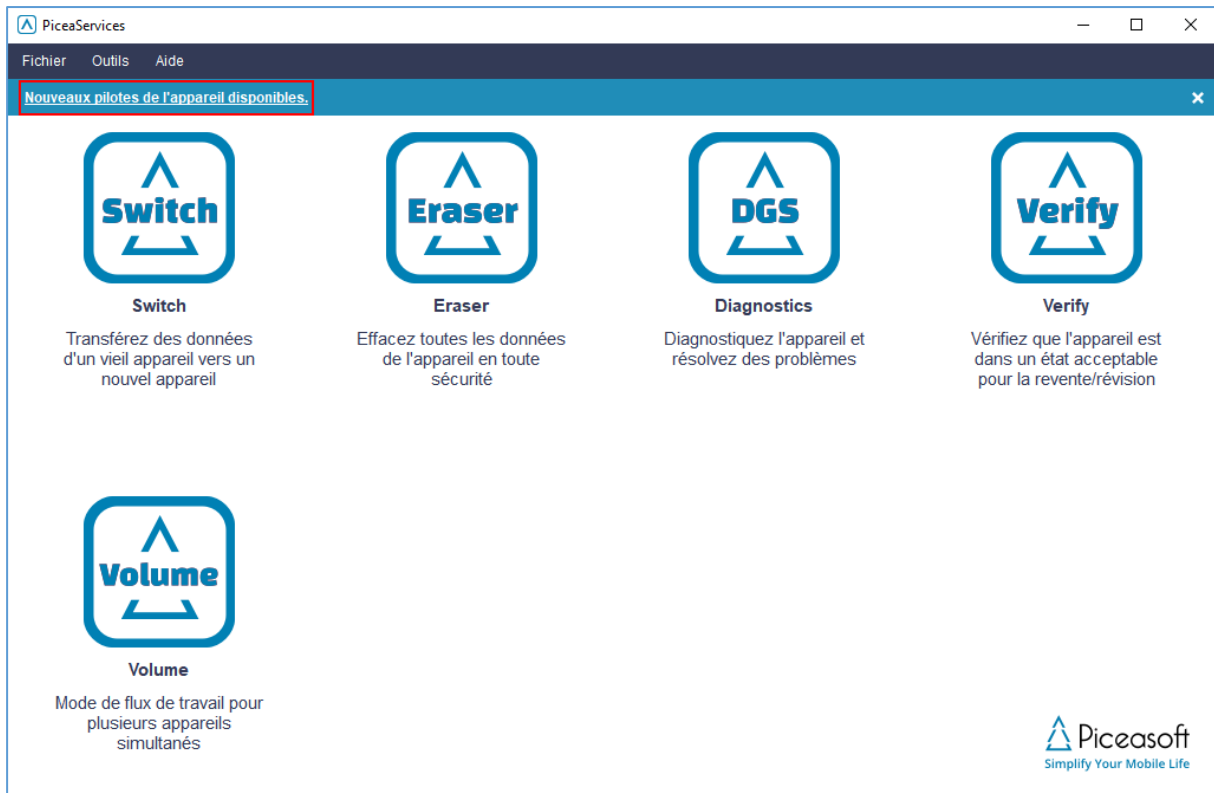 PiceaServices
Fichier Outils Aide
Nouveaux pilotes de l'appareil disponibles.
Switch
Eraser
DGS
Verify
Switch
Transférez des données
d'un vieil appareil vers un
nouvel appareil
Eraser
Effacez toutes les données
de l'appareil en toute
sécurité
Diagnostics
Diagnostiquez l'appareil et
résolvez des problèmes
Verify
Vérifiez que l'appareil est
dans un état acceptable
pour la revente/révision
Volume
Volume
Mode de flux de travail pour
plusieurs appareils
simultanés
Piceasoft
Simplify Your Mobile Life